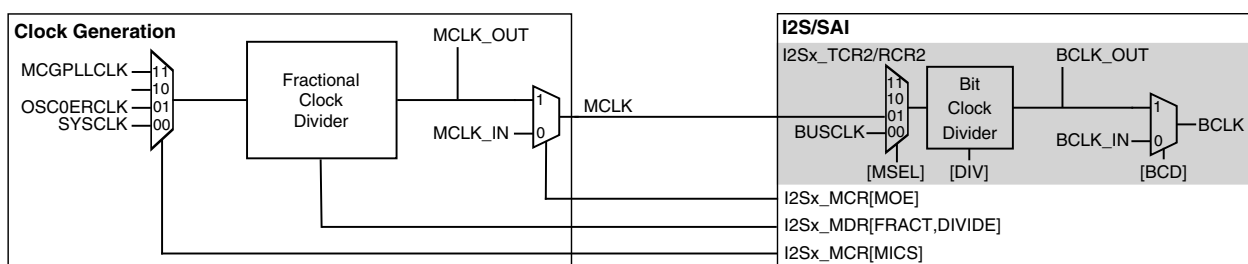 Clock Generation
MCGPLLCLK
OSC0ERCLK
SYSCLK
11
10
01
00
Fractional
Clock
Divider
MCLK_OUT
MCLK_IN
1
0
MCLK
I2S/SAI
I2Sx_TCR2/RCR2
11
10
01
00
BUSCLK
[MSEL]
Bit
Clock
Divider
[DIV]
BCLK_OUT
BCLK_IN
1
0
BCLK
[BCD]
I2Sx_MCR[MOE]
I2Sx_MDR[FRACT,DIVIDE]
I2Sx_MCR[MICS]